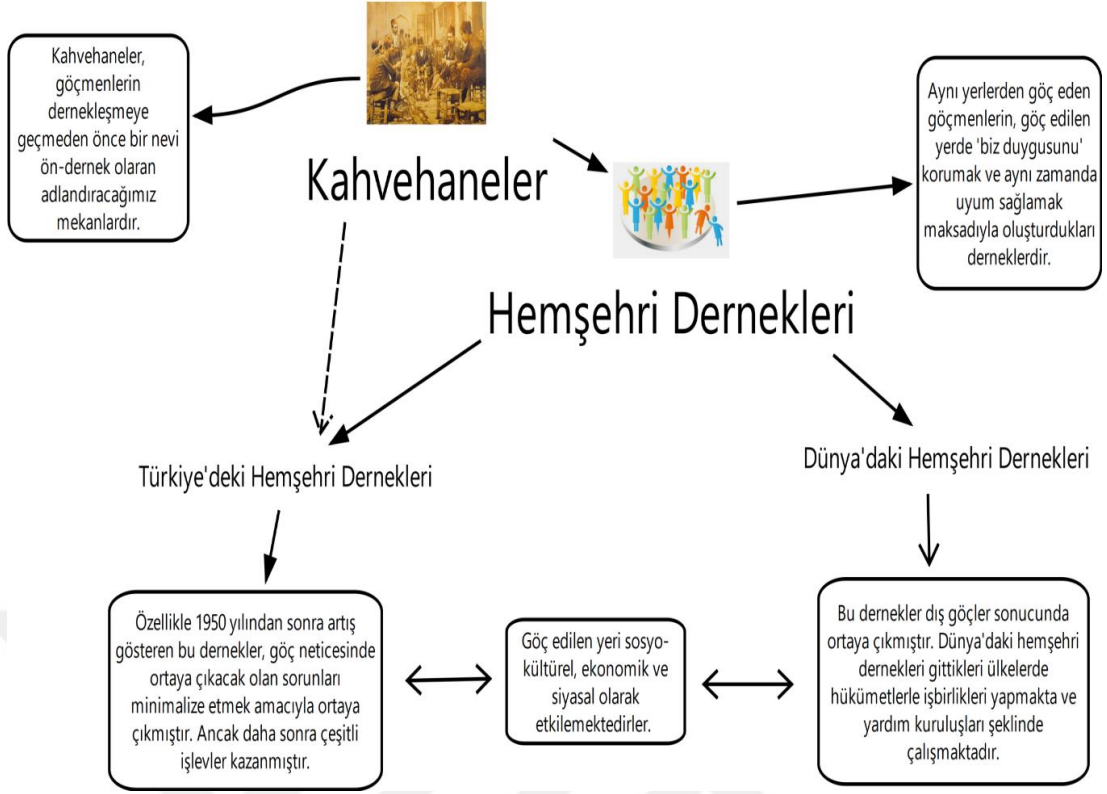 Kahvehaneler,
göçmenlerin
dernekleşmeye
geçmeden önce bir nevi
ön-dernek olaran
adlandıracağımız
mekanlardır.
Kahvehaneler
Aynı yerlerden göç eden
göçmenlerin, göç edilen
yerde 'biz duygusunu'
korumak ve aynı zamanda
uyum sağlamak
maksadıyla oluşturdukları
derneklerdir.
Hemşehri Dernekleri
Türkiye'deki Hemşehri Dernekleri
Dünya'daki Hemşehri Dernekleri
Özellikle 1950 yılından sonra artış
gösteren bu dernekler, göç neticesinde
ortaya çıkacak olan sorunları
minimalize etmek amacıyla ortaya
çıkmıştır. Ancak daha sonra çeşitli
işlevler kazanmıştır.
Göç edilen yeri sosyo-
kültürel, ekonomik ve
siyasal olarak
etkilemektedirler.
Bu dernekler dış göçler sonucunda
ortaya çıkmıştır. Dünya'daki hemşehri
dernekleri gittikleri ülkelerde
hükümetlerle işbirlikleri yapmakta ve
yardım kuruluşları şeklinde
çalışmaktadır.